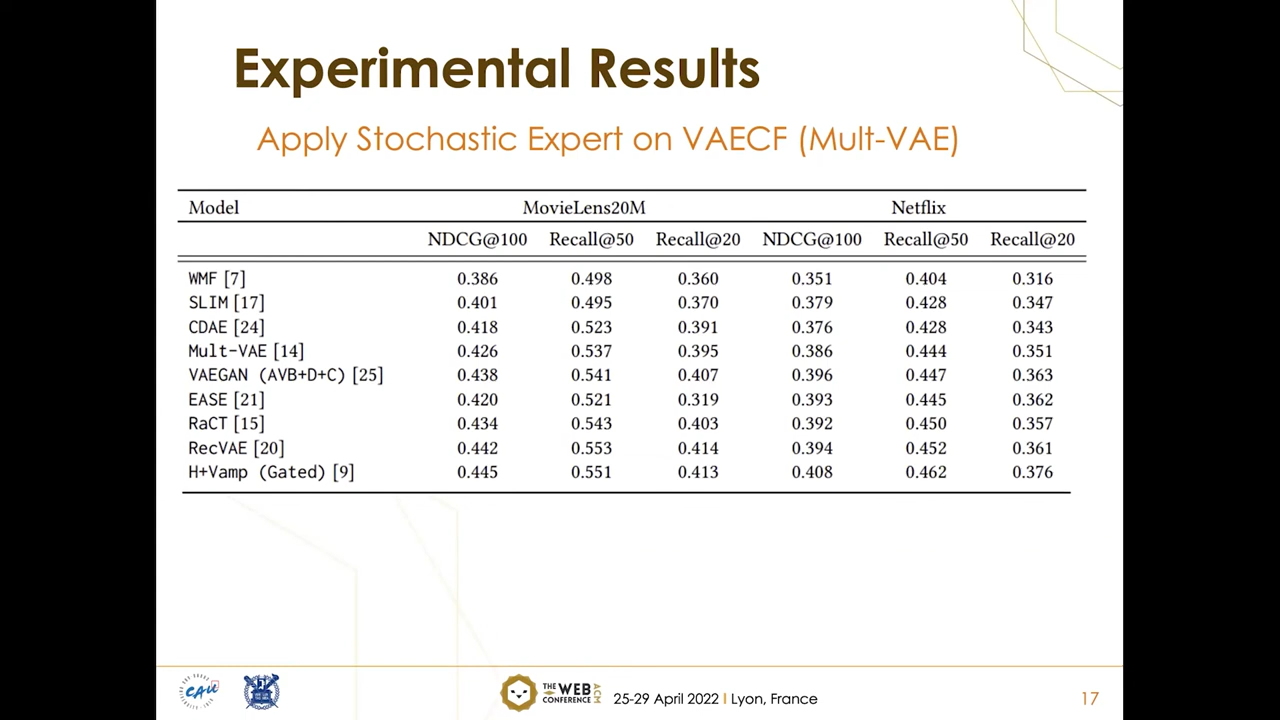 Experimental Results
Apply Stochastic Expert on VAECF (Mult-VAE)
Model MovieLens20M Netflix
NDCG@100 Recall@50 Recall@20 NDCG@100 Recall@50 Recall@20
WMF [7] 0.386 0.498 0.360 0.351 0.404 0.316
SLIM [17] 0.401 0.495 0.370 0.379 0.428 0.347
CDAE [24] 0.418 0.523 0.391 0.376 0.428 0.343
Mult-VAE [14] 0.426 0.537 0.395 0.386 0.444 0.351
VAEGAN (AVB+D+C) [25] 0.438 0.541 0.407 0.396 0.447 0.363
EASE [21] 0.420 0.521 0.319 0.393 0.445 0.362
RaCT [15] 0.434 0.543 0.403 0.392 0.450 0.357
RecVAE [20] 0.442 0.553 0.414 0.394 0.452 0.361
H+Vamp (Gated) [9] 0.445 0.551 0.413 0.408 0.462 0.376
CAU
THE WEB CONFERENCE ACM
25-29 April 2022 I Lyon, France
17